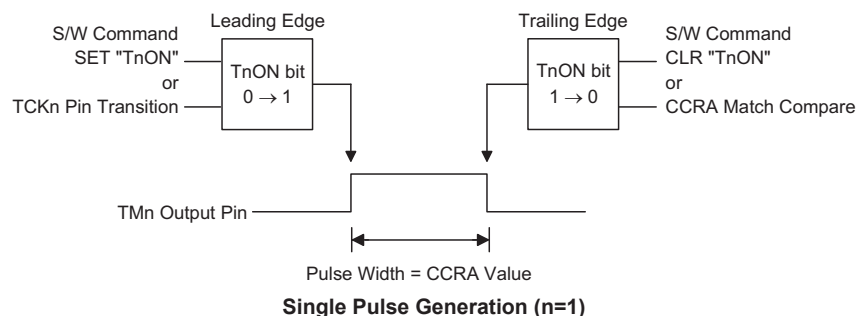 Leading Edge
Trailing Edge
S/W Command
SET "TnON"
or
TCKn Pin Transition
TnON bit
0 → 1
TnON bit
1 → 0
S/W Command
CLR "TnON"
or
CCRA Match Compare
TMn Output Pin
Pulse Width = CCRA Value
Single Pulse Generation (n=1)